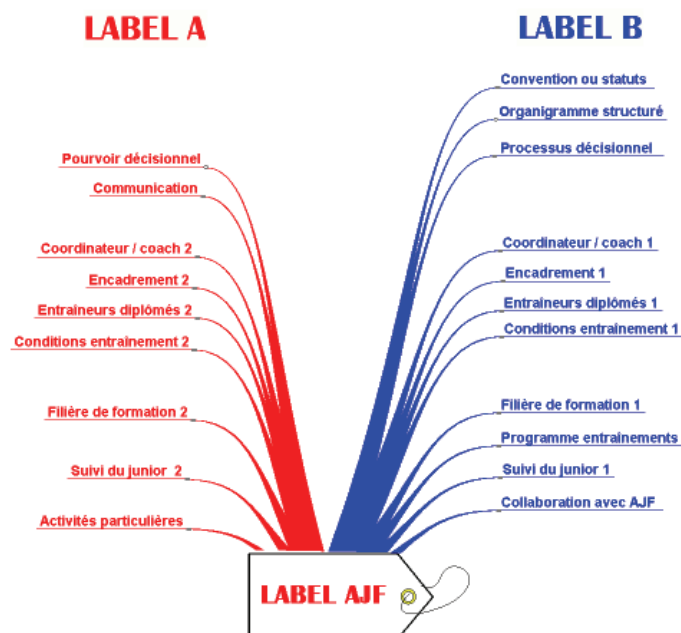 LABEL A
Pourvoir décisionnel
Communication
Coordinateur / coach 2
Encadrement 2
Entraîneurs diplômés 2
Conditions entraînement 2
Filière de formation 2
Suivi du junior 2
Activités particulières
LABEL B
Convention ou statuts
Organigramme structuré
Processus décisionnel
Coordinateur / coach 1
Encadrement 1
Entraîneurs diplômés 1
Conditions entraînement 1
Filière de formation 1
Programme entraînements
Suivi du junior 1
Collaboration avec AJF
LABEL AJF